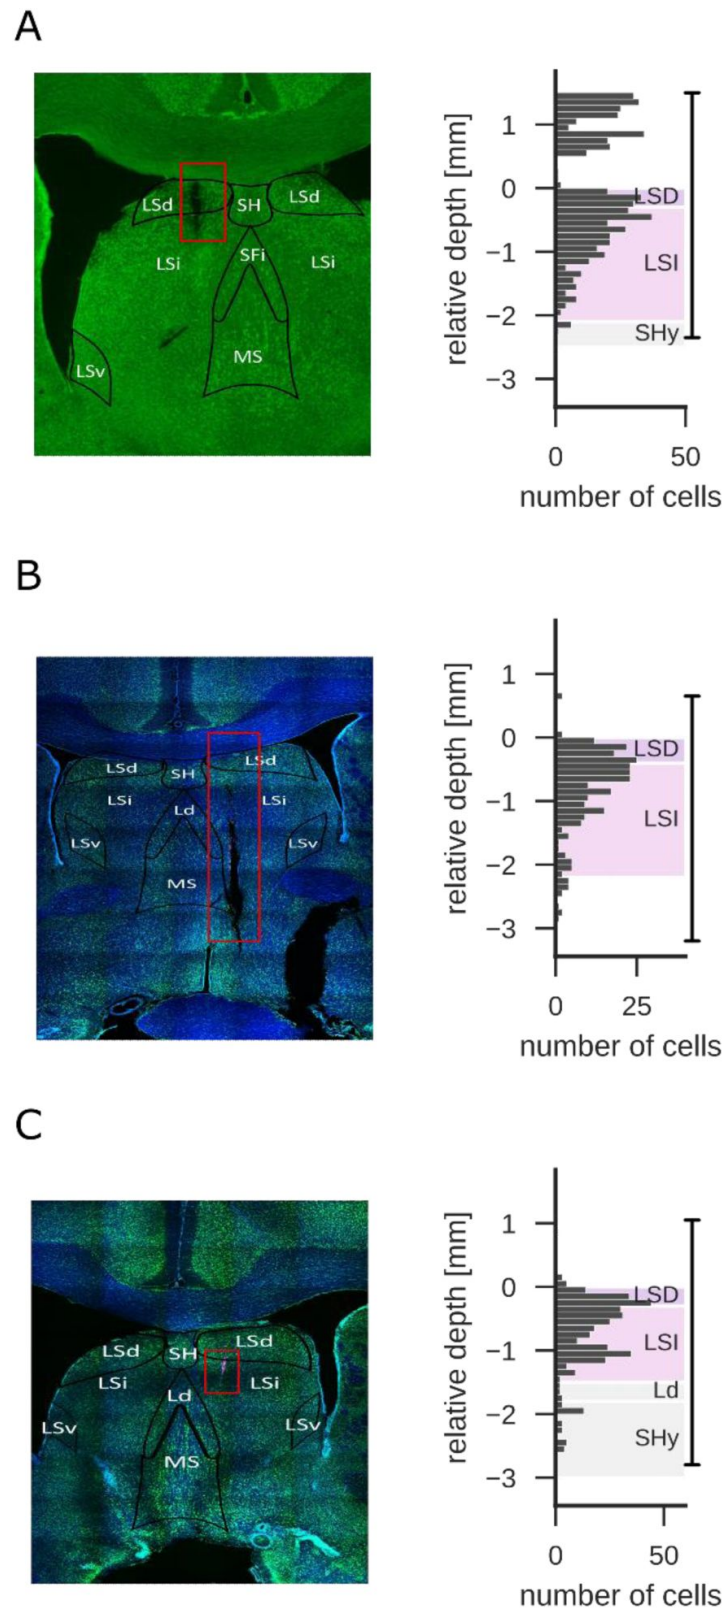 A
LSd
SH
LSd
LSi
SFi
LSi
MS
LSv
relative depth [mm]
1
0
−1
−2
−3
LSD
LSI
SHy
0
50
number of cells
B
LSd
SH
LSd
LSi
Ld
LSi
LSv
LSv
MS
relative depth [mm]
1
0
−1
−2
−3
LSD
LSI
0
25
number of cells
C
LSd
SH
LSd
LSi
Ld
LSi
LSv
LSv
MS
relative depth [mm]
1
0
−1
−2
−3
LSD
LSI
Ld
SHy
0
50
number of cells